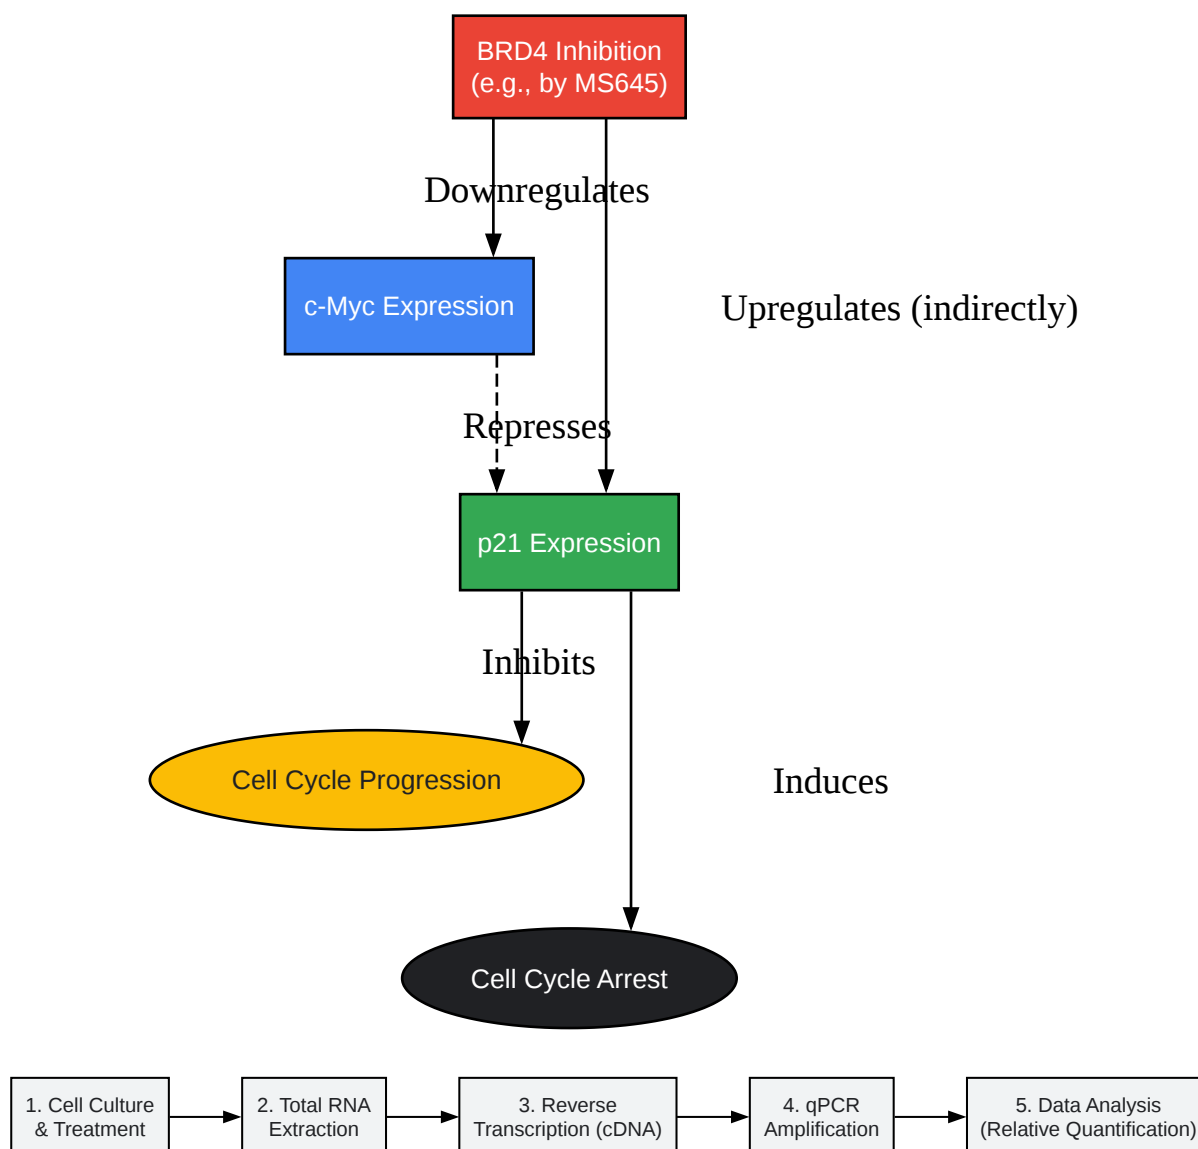 BRD4 Inhibition
(e.g., by MS645)
Downregulates
c-Myc Expression
Upregulates (indirectly)
Represses
p21 Expression
Inhibits
Cell Cycle Progression
Induces
Cell Cycle Arrest
1. Cell Culture
& Treatment
2. Total RNA
Extraction
3. Reverse
Transcription (cDNA)
4. qPCR
Amplification
5. Data Analysis
(Relative Quantification)